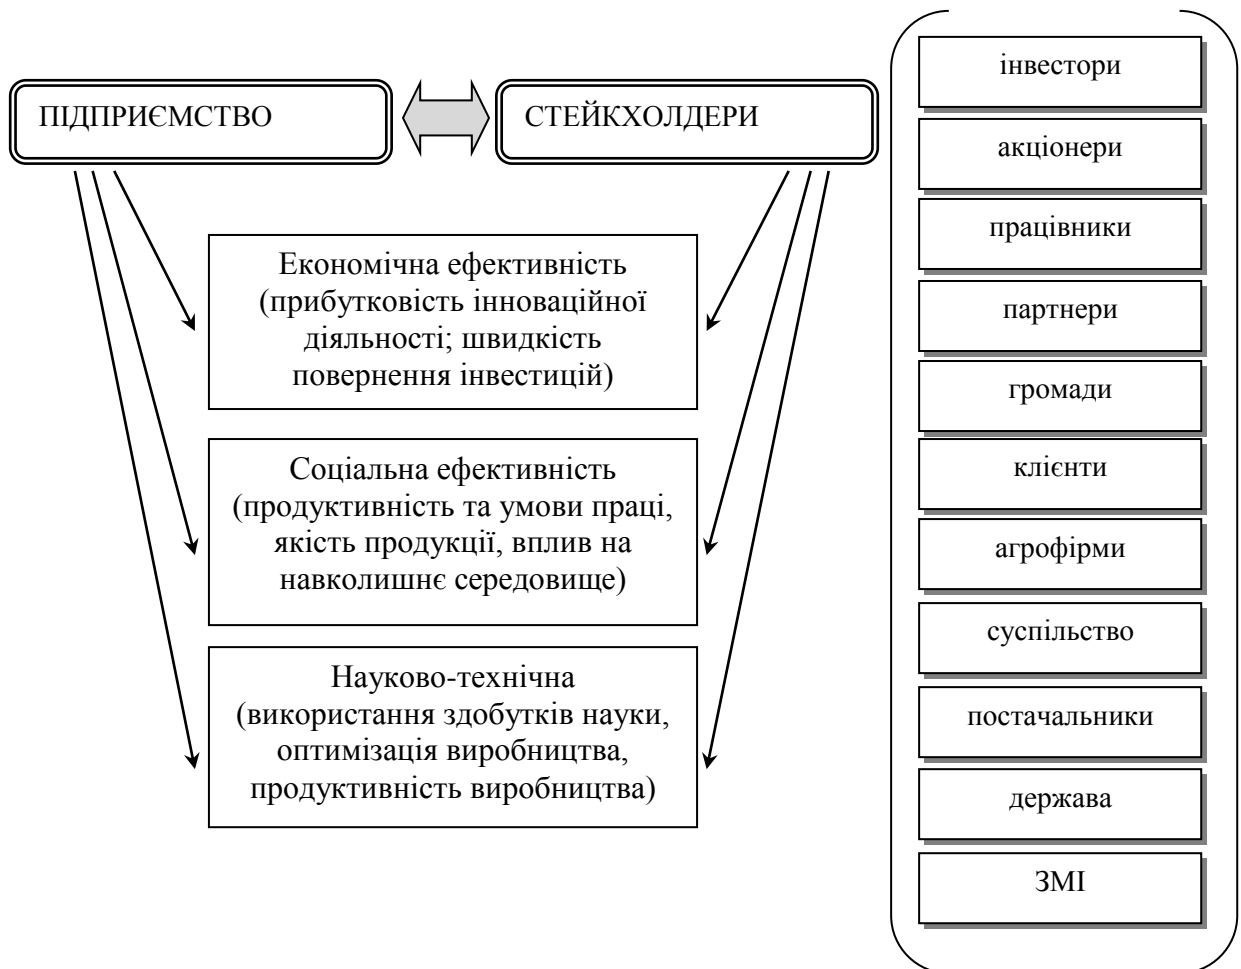 ПІДПРИЄМСТВО
СТЕЙКХОЛДЕРИ
Економічна ефективність
(прибутковість інноваційної
діяльності; швидкість
повернення інвестицій)
Соціальна ефективність
(продуктивність та умови праці,
якість продукції, вплив на
навколишнє середовище)
Науково-технічна
(використання здобутків науки,
оптимізація виробництва,
продуктивність виробництва)
інвестори
акціонери
працівники
партнери
громади
клієнти
агрофірми
суспільство
постачальники
держава
ЗМІ